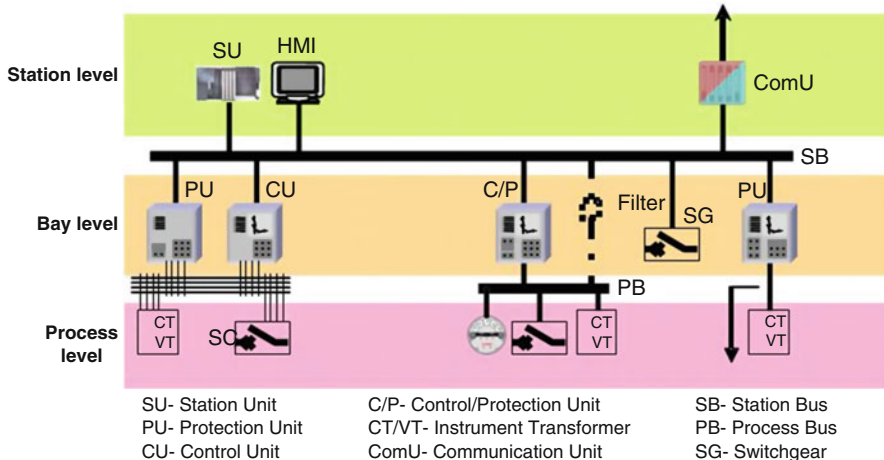 SU HMI
Station level
ComU
SB
PU CU C/P PU
Filter
SG
Bay level
PB
Process level
CT VT
SC
CT VT
CT VT
SU- Station Unit C/P- Control/Protection Unit SB- Station Bus
PU- Protection Unit CT/VT- Instrument Transformer PB- Process Bus
CU- Control Unit ComU- Communication Unit SG- Switchgear